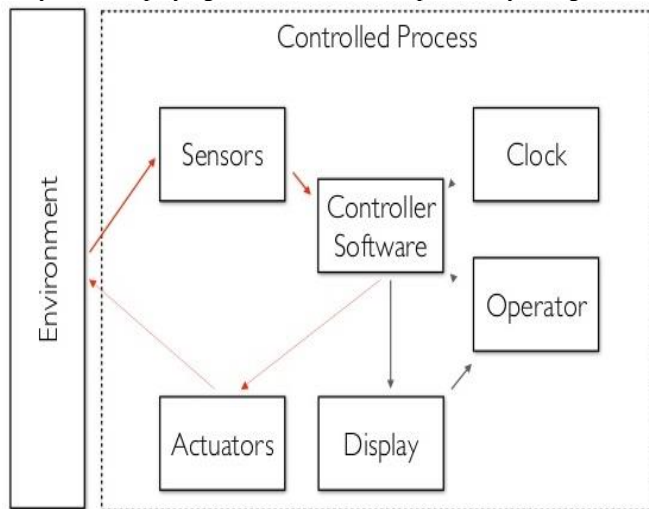 Controlled Process
Sensors
Clock
Controller
Software
Environment
Operator
Actuators
Display